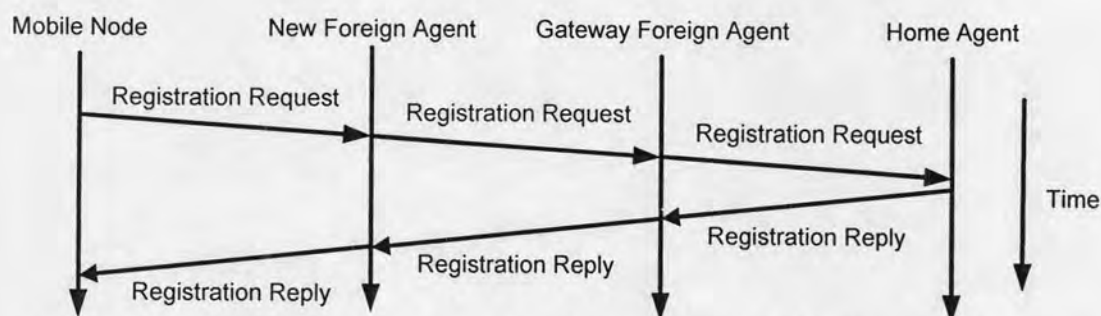 Mobile Node
New Foreign Agent
Gateway Foreign Agent
Home Agent
Registration Request
Registration Request
Registration Request
Time
Registration Reply
Registration Reply
Registration Reply